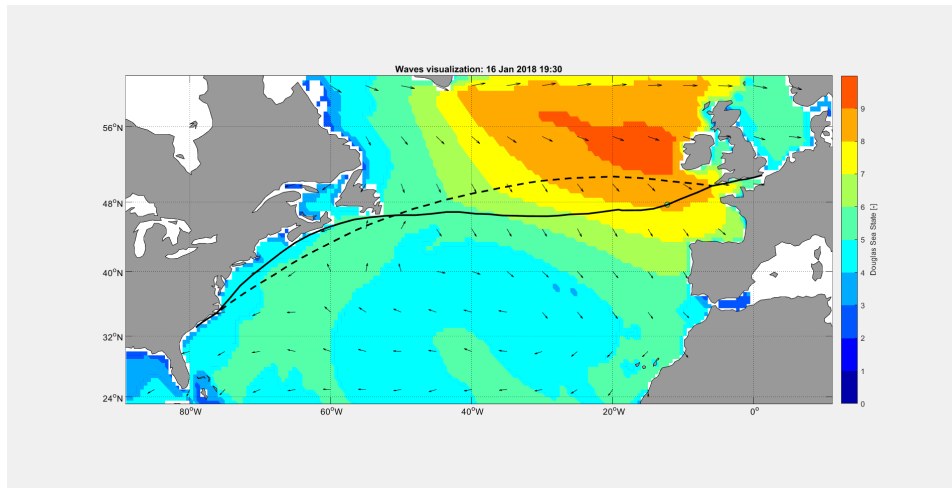 Waves visualization: 16 Jan 2018 19:30
56°N
48°N
40°N
32°N
24°N
80°W
60°W
40°W
20°W
0°
9
8
7
6
5
4
3
2
1
0
Douglas Sea State [-]